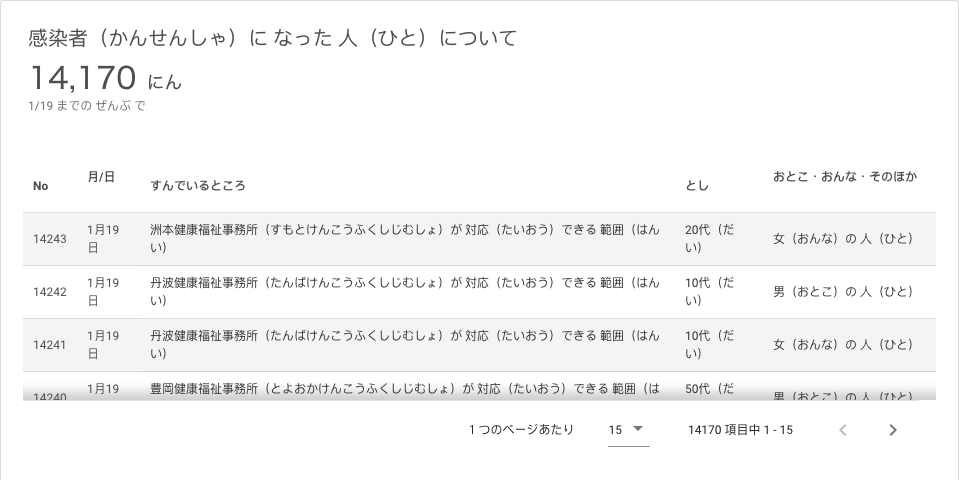 感染者（かんせんしゃ）に なった 人（ひと）について
14,170 にん
1/19 までの ぜんぶ で
No 月/日 すんでいるところ とし おとこ・おんな・そのほか
14243 1月19日 洲本健康福祉事務所（すもとけんこうふくしじむしょ）が 対応（たいおう）できる 範囲（はんい） 20代（だい） 女（おんな）の 人（ひと）
14242 1月19日 丹波健康福祉事務所（たんばけんこうふくしじむしょ）が 対応（たいおう）できる 範囲（はんい） 10代（だい） 男（おとこ）の 人（ひと）
14241 1月19日 丹波健康福祉事務所（たんばけんこうふくしじむしょ）が 対応（たいおう）できる 範囲（はんい） 10代（だい） 女（おんな）の 人（ひと）
14240 1月19 豊岡健康福祉事務所（とよおかけんこうふくしじむしょ）が 対応（たいおう）できる 範囲（は 50代（だ 男（おとこ）の 人（ひと）
1 つのページあたり 15 14170 項目中 1 - 15